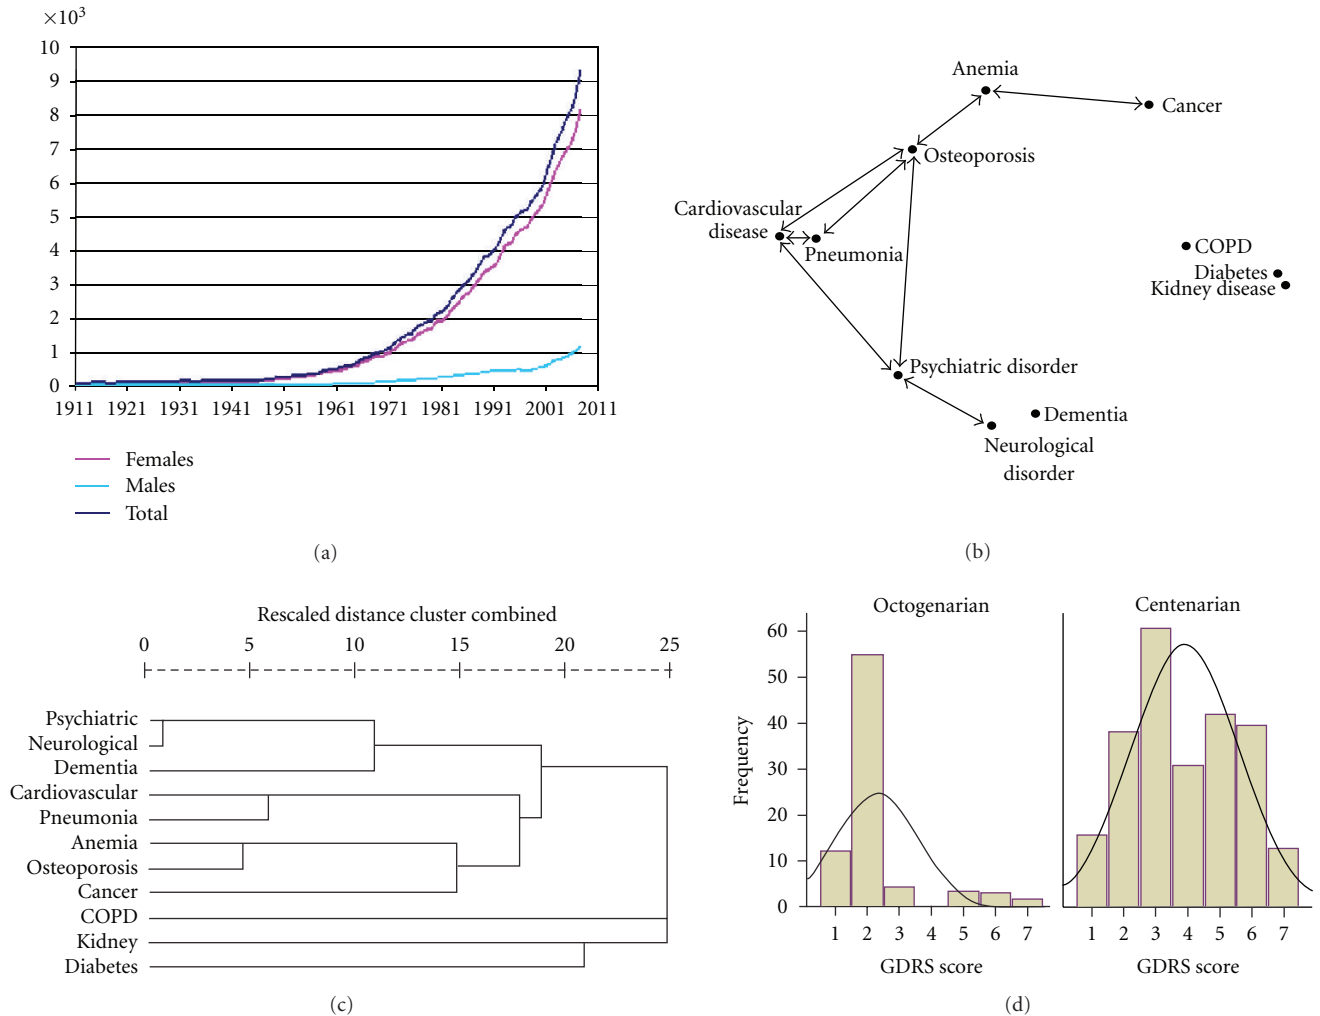 ×10³
10
9
8
7
6
5
4
3
2
1
0
1911 1921 1931 1941 1951 1961 1971 1981 1991 2001 2011
Females
Males
Total
(a)
Anemia
Cancer
Osteoporosis
Cardiovascular
disease
Pneumonia
COPD
Diabetes
Kidney disease
Psychiatric disorder
Dementia
Neurological
disorder
(b)
Rescaled distance cluster combined
0 5 10 15 20 25
Psychiatric
Neurological
Dementia
Cardiovascular
Pneumonia
Anemia
Osteoporosis
Cancer
COPD
Kidney
Diabetes
(c)
Octogenarian
Centenarian
Frequency
60
50
40
30
20
10
0
1 2 3 4 5 6 7
1 2 3 4 5 6 7
GDRS score
GDRS score
(d)